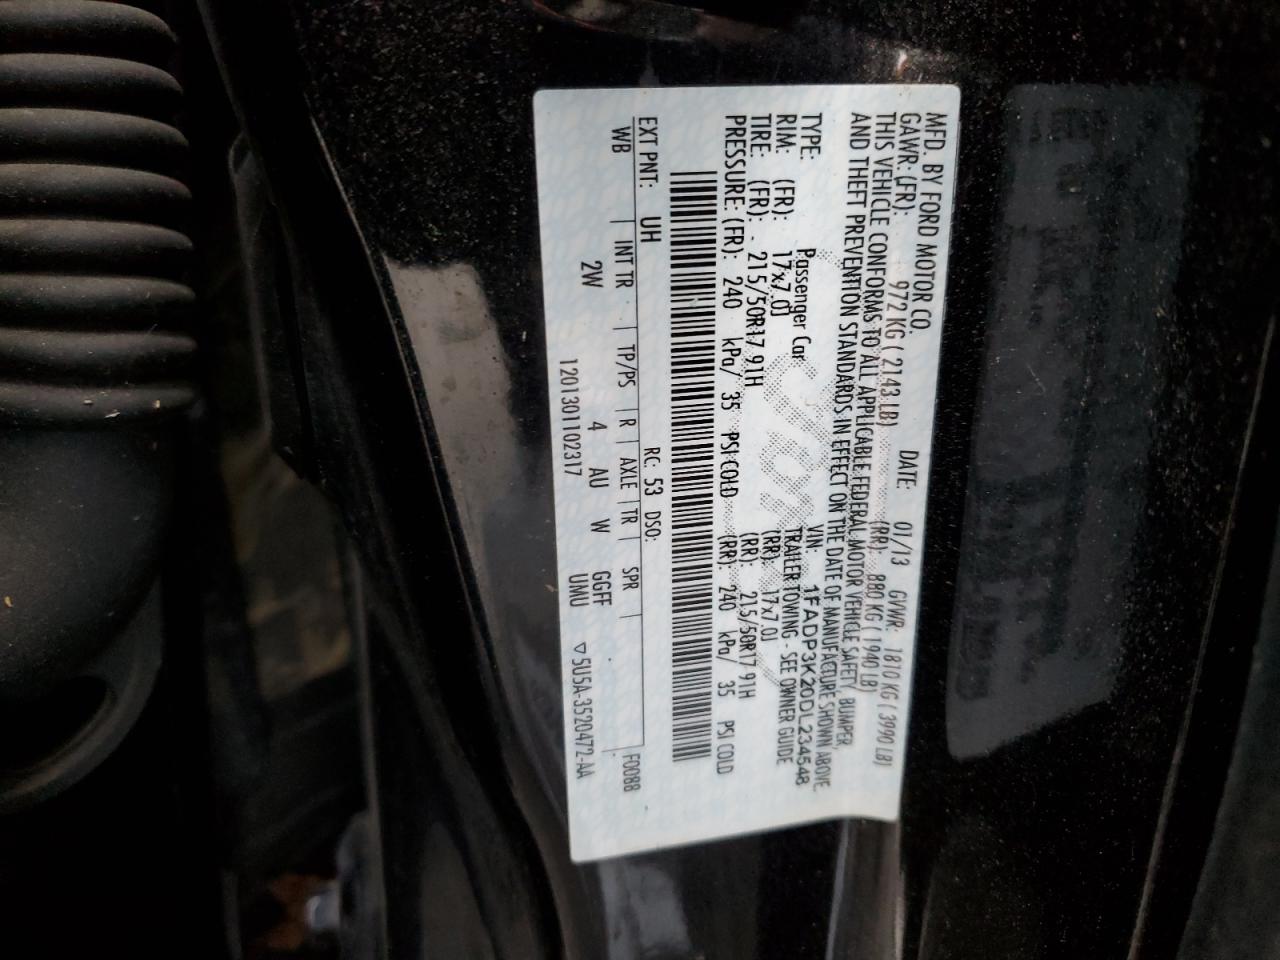 MFD. BY FORD MOTOR CO.
DATE: 01/13 GVWR: 1810 KG ( 3990 LB)
GAWR: (FR): 972 KG ( 2143 LB) (RR): 880 KG ( 1940 LB)
THIS VEHICLE CONFORMS TO ALL APPLICABLE FEDERAL MOTOR VEHICLE SAFETY, BUMPER,
AND THEFT PREVENTION STANDARDS IN EFFECT ON THE DATE OF MANUFACTURE SHOWN ABOVE.
VIN: 1FADP3K20DL234548
TYPE: Passenger Car TRAILER TOWING - SEE OWNER GUIDE
RIM: (FR): 17x7.0J (RR): 17x7.0J
TIRE: (FR): 215/50R17 91H (RR): 215/50R17 91H
PRESSURE: (FR): 240 kPa/ 35 PSI COLD (RR): 240 kPa/ 35 PSI COLD
EXT PNT: UH RC: 53 DSO:
F0088
WB INT TR TP/PS R AXLE TR SPR
2W 4 AU W GGFF
UMU
1201301102317 5U5A-3520472-AA